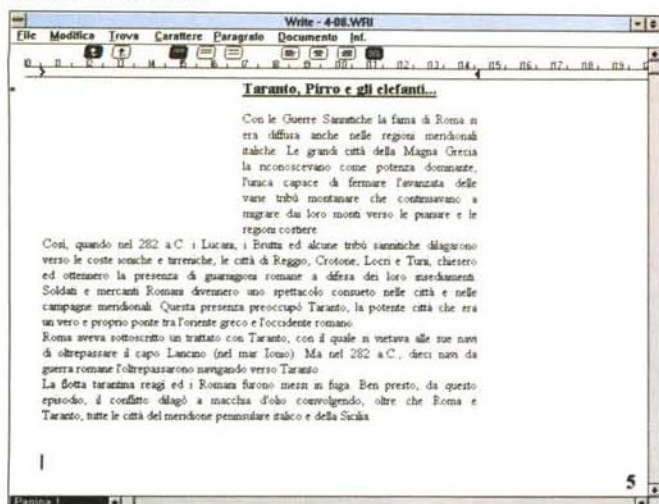 Write - 4-08.WRI
File Modifica Trova Carattere Paragrafo Documento Inf.
Taranto, Pirro e gli elefanti...
Con le Guerre Sannitiche la fama di Roma si
era diffusa anche nelle regioni meridionali
italiche. Le grandi città della Magna Grecia
la riconoscevano come potenza dominante,
l'unica capace di fermare l'avanzata delle
varie tribù montanare che continuavano a
migrare dai loro monti verso le pianure e le
regioni costiere.
Così, quando nel 282 a.C. i Lucani, i Brutti ed alcune tribù sannitiche dilagarono
verso le coste ioniche e tirreniche, le città di Reggio, Crotone, Locri e Turi, chiesero
ed ottennero la presenza di guarnigioni romane a difesa dei loro insediamenti.
Soldati e mercanti Romani divennero uno spettacolo consueto nelle città e nelle
campagne meridionali. Questa presenza preoccupò Taranto, la potente città che era
un vero e proprio ponte tra l'oriente greco e l'occidente romano.
Roma aveva sottoscritto un trattato con Taranto, con il quale si vietava alle sue navi
di oltrepassare il capo Lancino (nel mar Ionio). Ma nel 282 a.C., dieci navi da
guerra romane l'oltrepassarono navigando verso Taranto.
La flotta tarantina reagì ed i Romani furono messi in fuga. Ben presto, da questo
episodio, il conflitto dilagò a macchia d'olio coinvolgendo, oltre che Roma e
Taranto, tutte le città del meridione peninsulare italico e della Sicilia.
5
Pagina 1